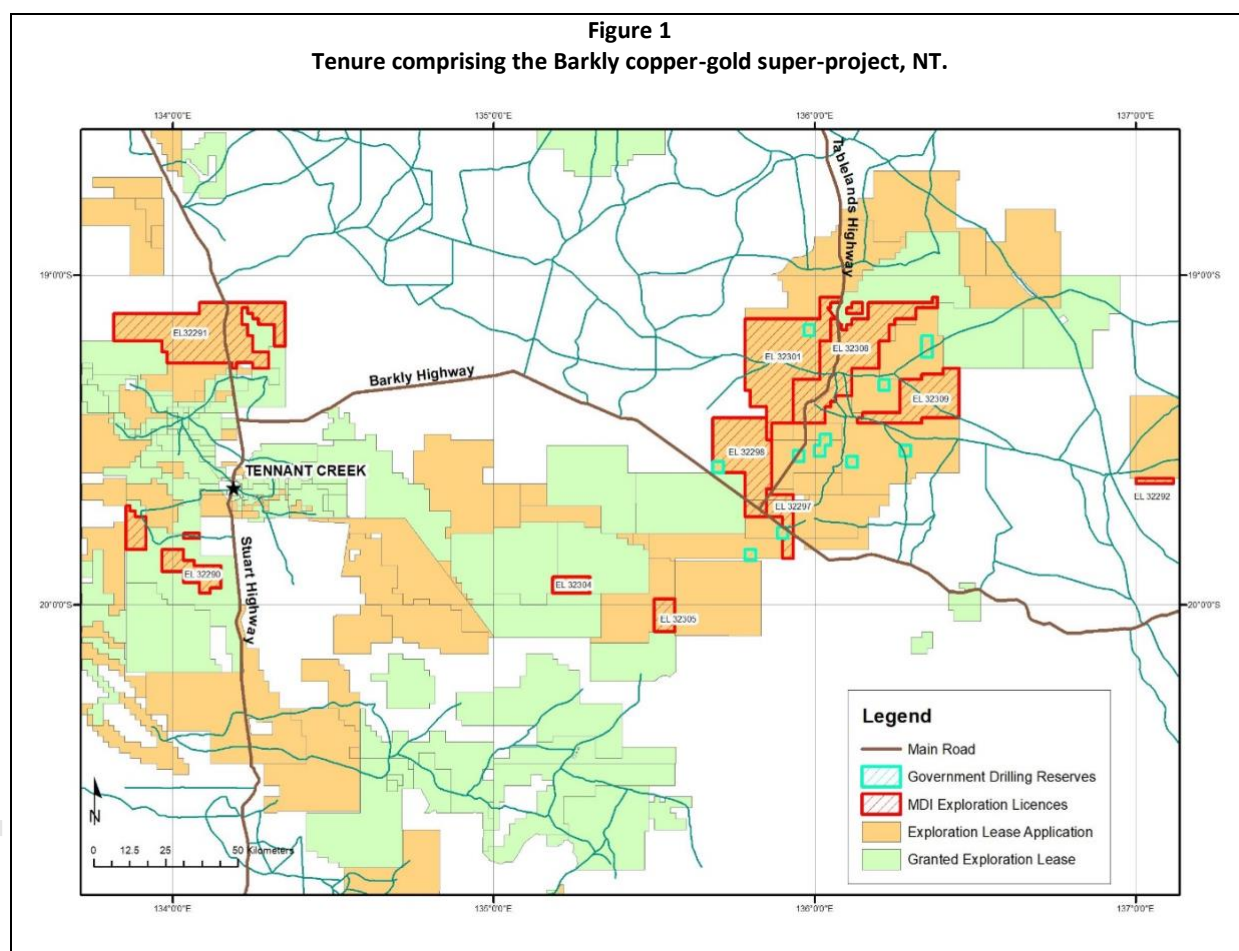 Figure 1
Tenure comprising the Barkly copper-gold super-project, NT.
134°0'0"E
135°0'0"E
136°0'0"E
137°0'0"E
Tablelands Highway
19°0'0"S
19°0'0"S
EL32291
EL 32308
EL 32301
Barkly Highway
EL 32309
EL 32298
TENNANT CREEK
EL 32292
EL 32297
EL 32290
EL 32304
Stuart Highway
20°0'0"S
20°0'0"S
EL 32305
Legend
Main Road
Government Drilling Reserves
MDI Exploration Licences
Exploration Lease Application
Granted Exploration Lease
N
0 12.5 25 50 Kilometers
134°0'0"E
135°0'0"E
136°0'0"E
137°0'0"E